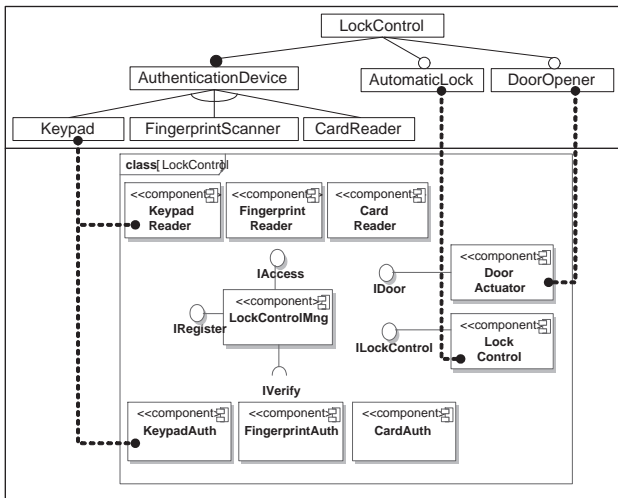 LockControl
AuthenticationDevice
AutomaticLock
DoorOpener
Keypad
FingerprintScanner
CardReader
class[ LockControl
<<component>>
Keypad
Reader
<<component>>
Fingerprint
Reader
<<component>>
Card
Reader
IAccess
<<component>>
LockControlMng
IRegister
IVerify
IDoor
<<component>>
Door
Actuator
ILockControl
<<component>>
Lock
Control
<<component>>
KeypadAuth
<<component>>
FingerprintAuth
<<component>>
CardAuth